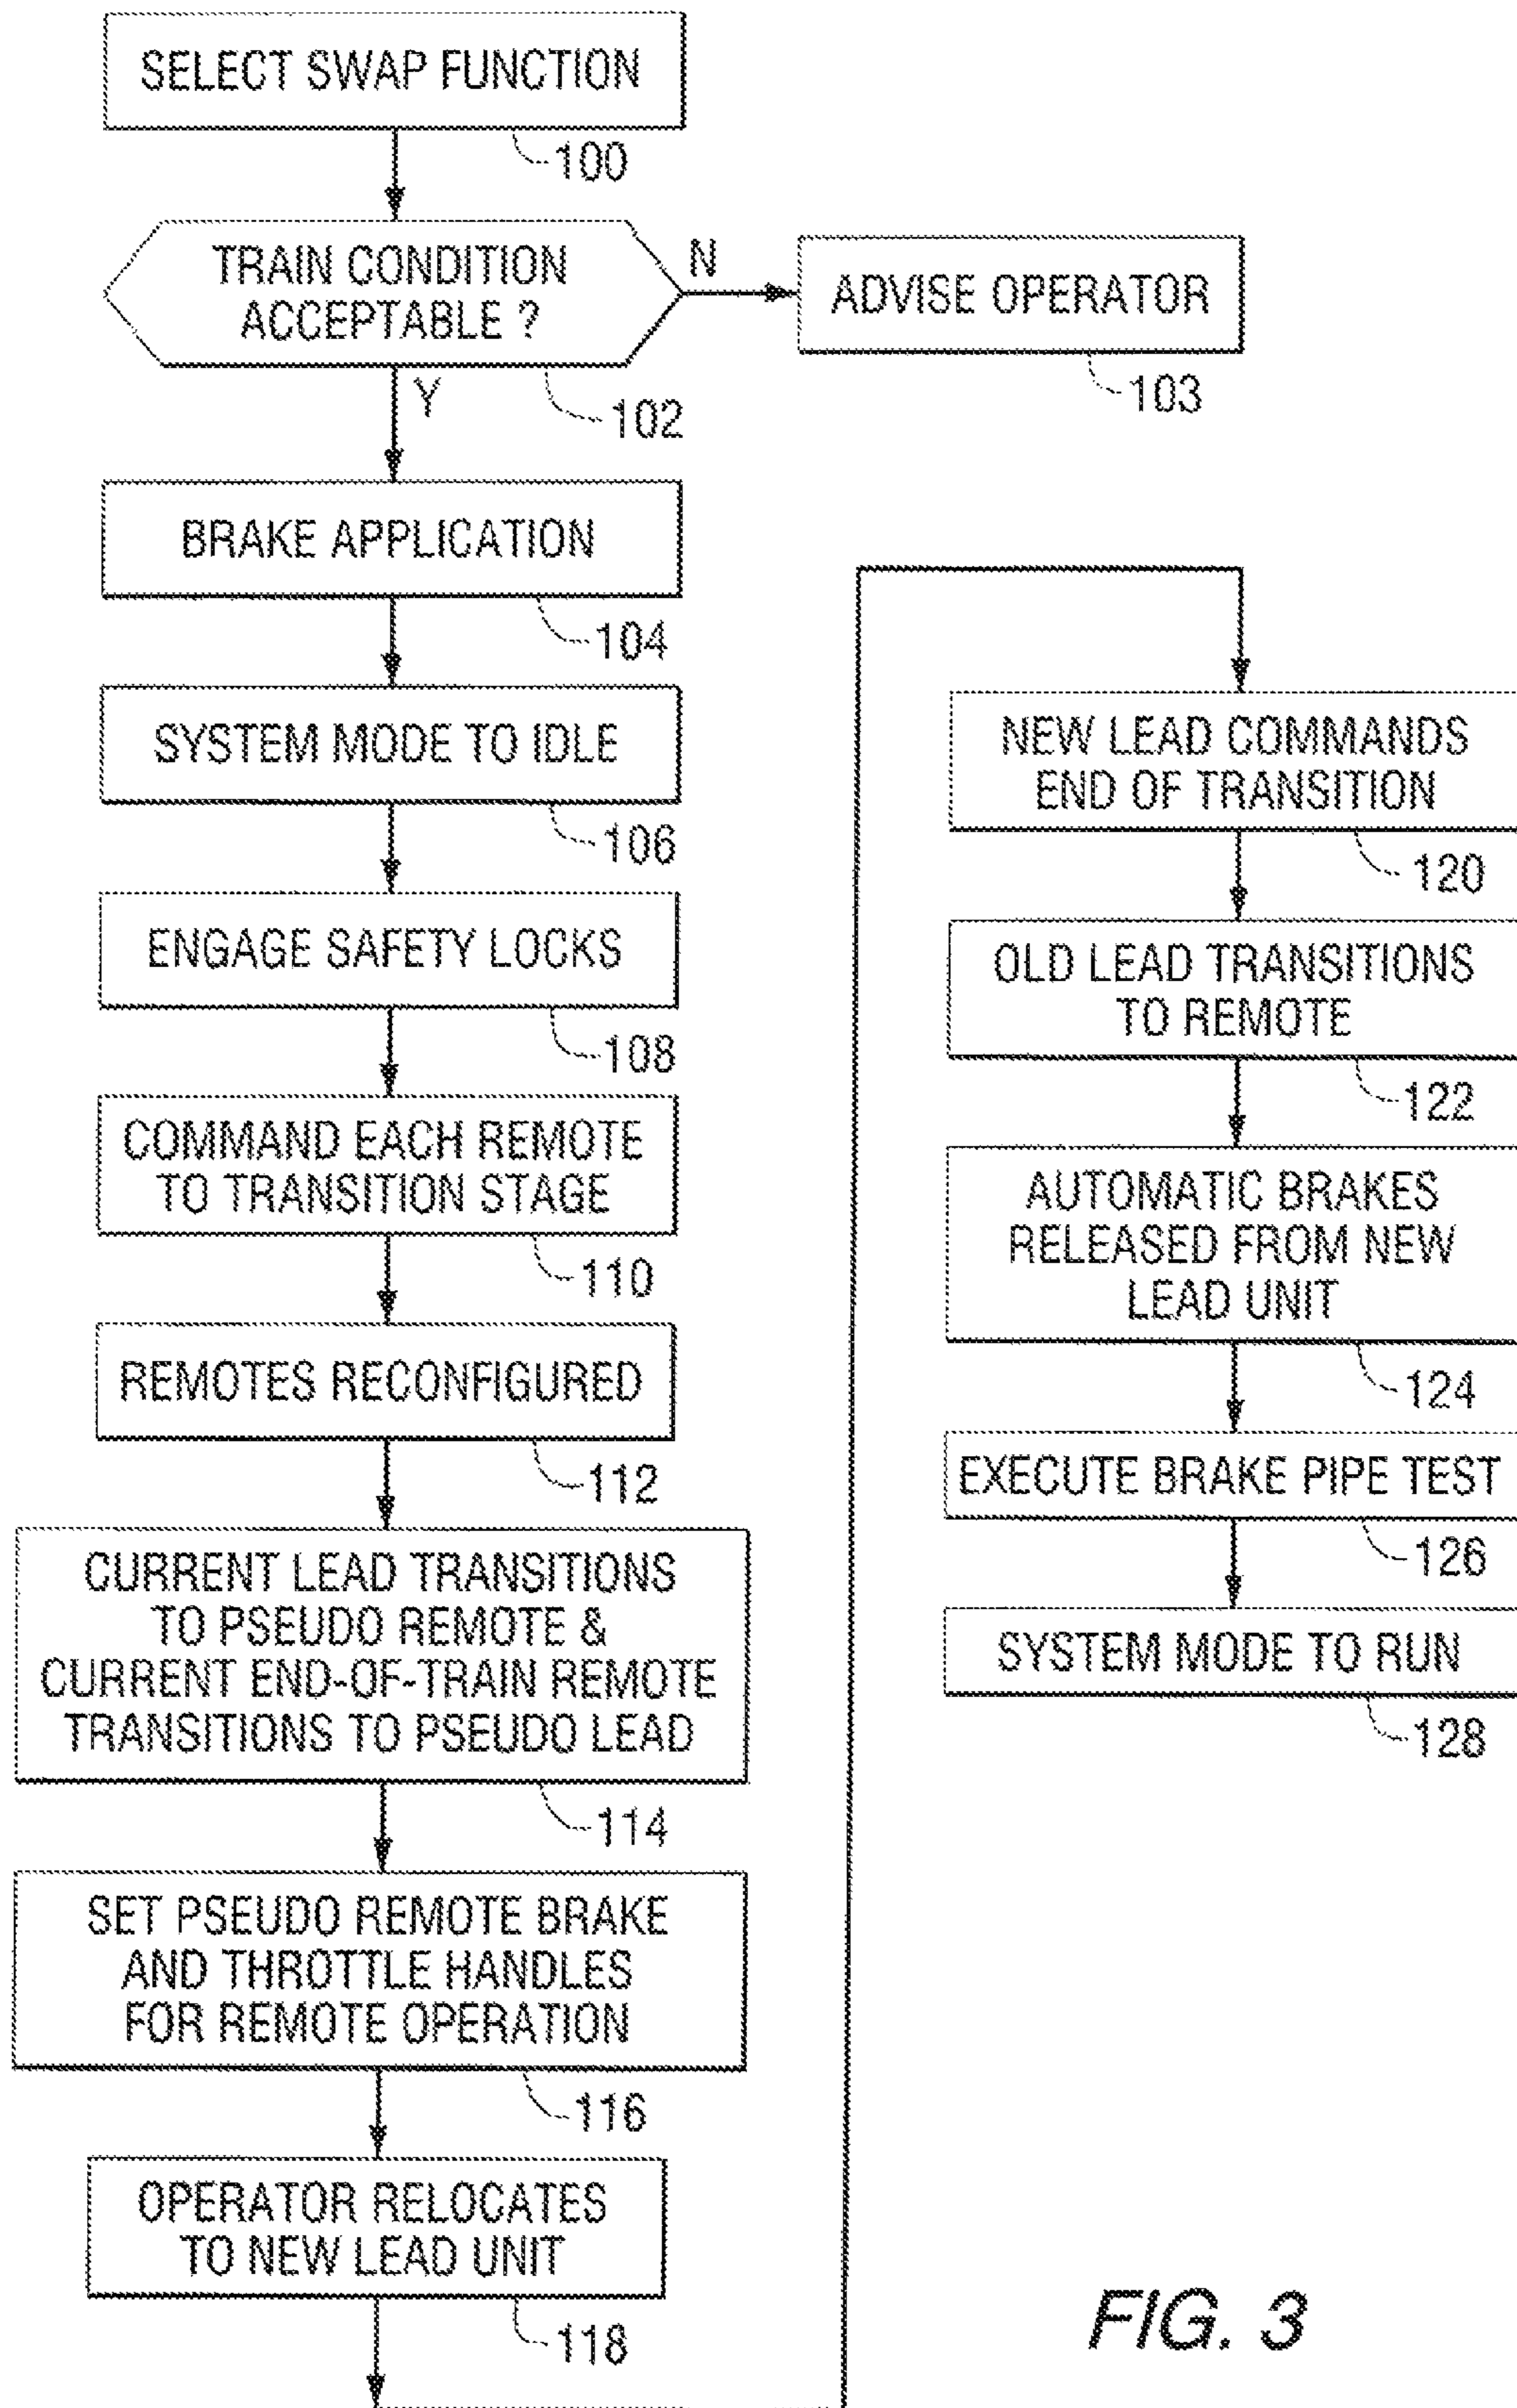 SELECT SWAP FUNCTION
100
TRAIN CONDITION
ACCEPTABLE ?
N
ADVISE OPERATOR
103
Y
102
BRAKE APPLICATION
104
SYSTEM MODE TO IDLE
106
ENGAGE SAFETY LOCKS
108
COMMAND EACH REMOTE
TO TRANSITION STAGE
110
REMOTES RECONFIGURED
112
CURRENT LEAD TRANSITIONS
TO PSEUDO REMOTE &
CURRENT END-OF-TRAIN REMOTE
TRANSITIONS TO PSEUDO LEAD
114
SET PSEUDO REMOTE BRAKE
AND THROTTLE HANDLES
FOR REMOTE OPERATION
116
OPERATOR RELOCATES
TO NEW LEAD UNIT
118
NEW LEAD COMMANDS
END OF TRANSITION
120
OLD LEAD TRANSITIONS
TO REMOTE
122
AUTOMATIC BRAKES
RELEASED FROM NEW
LEAD UNIT
124
EXECUTE BRAKE PIPE TEST
126
SYSTEM MODE TO RUN
128
FIG. 3